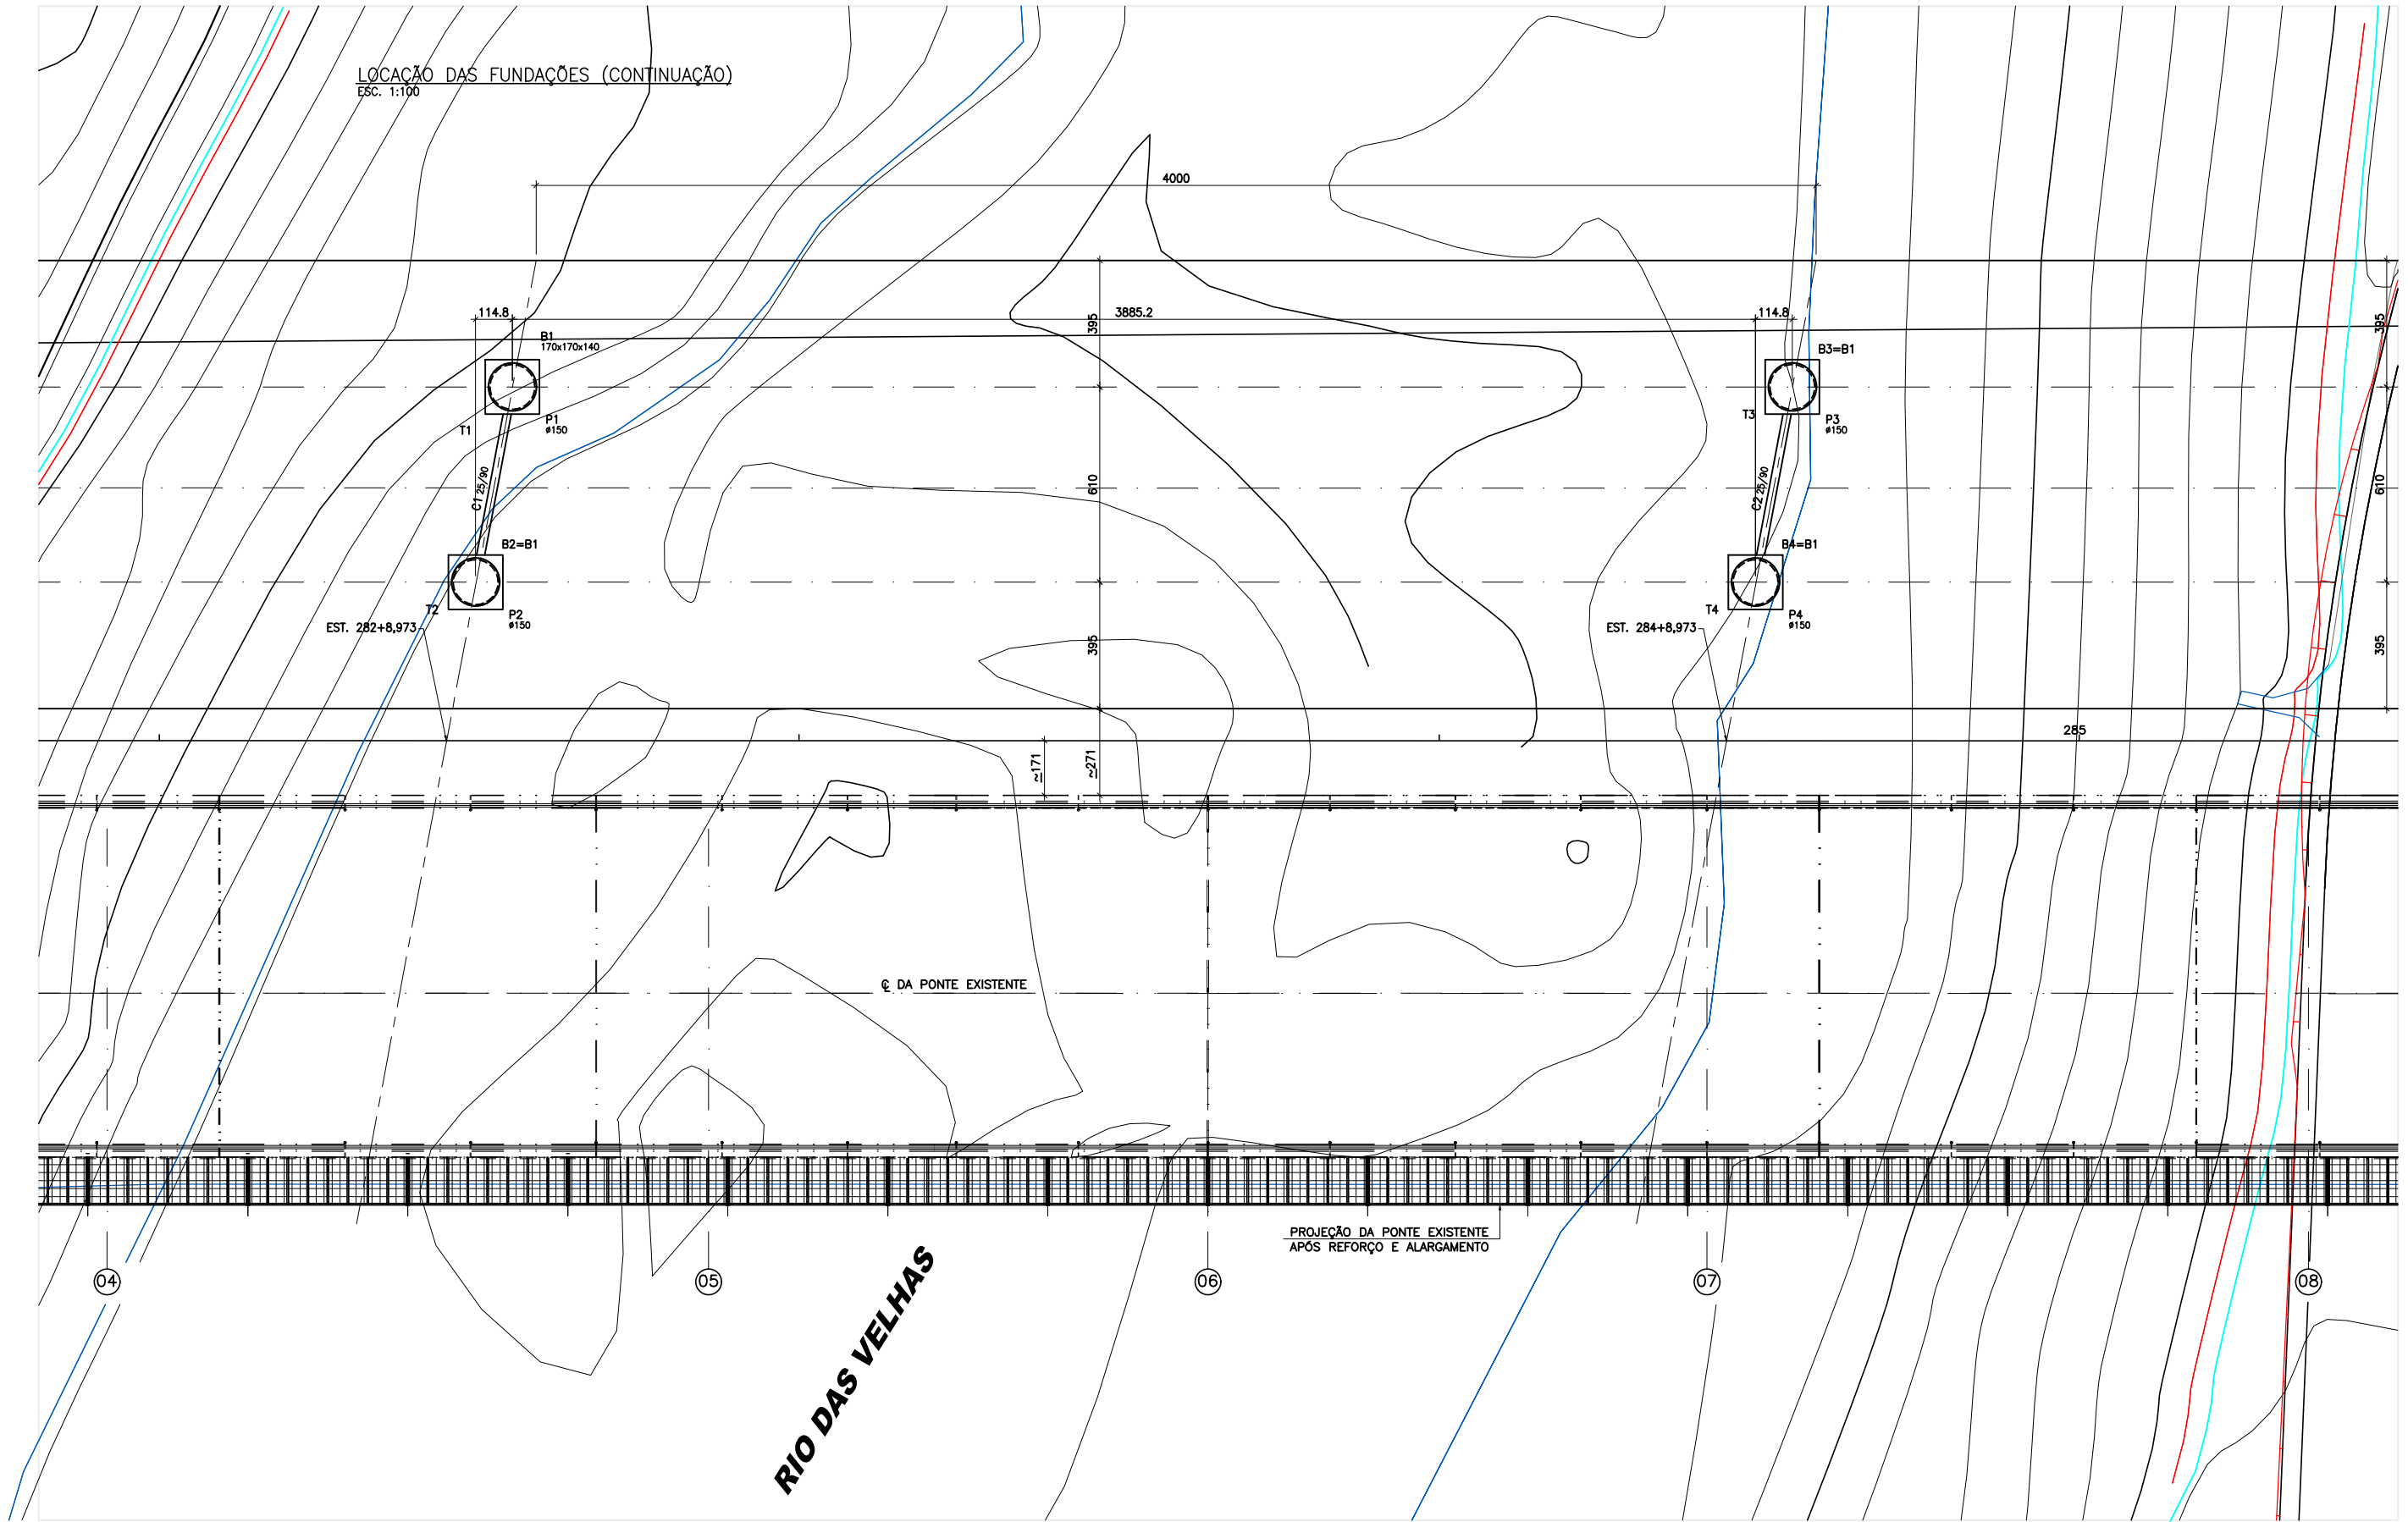 LOCAÇÃO DAS FUNDAÇÕES (CONTINUAÇÃO)
ESC. 1:100
4000
114.8
3885.2
114.8
395
395
B1
170x170x140
B3=B1
T1
P1
ø150
T3
P3
ø150
C1 25/90
610
C2 25/90
610
B2=B1
B4=B1
T2
P2
ø150
T4
P4
ø150
EST. 282+8,973
395
EST. 284+8,973
395
285
≃171
≃271
℄ DA PONTE EXISTENTE
PROJEÇÃO DA PONTE EXISTENTE
APÓS REFORÇO E ALARGAMENTO
04
05
06
07
08
RIO DAS VELHAS